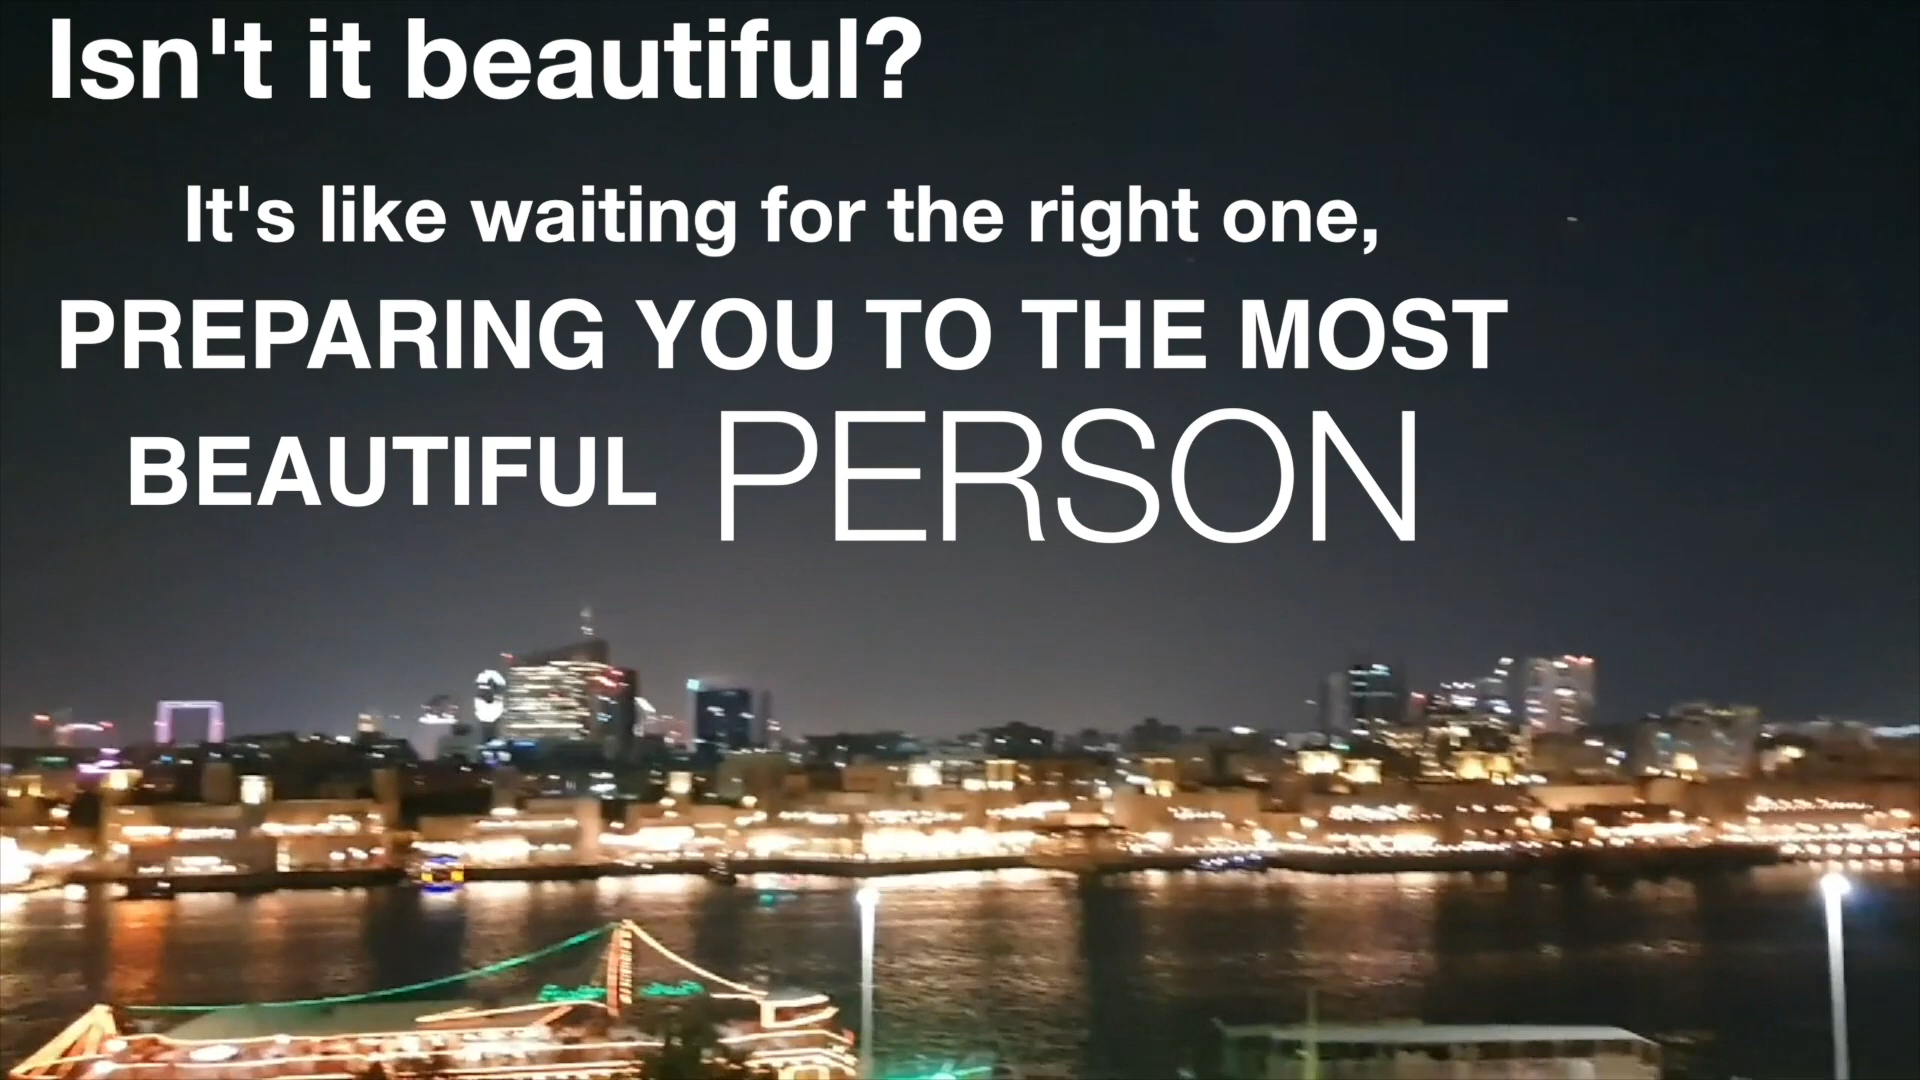 Isn't it beautiful?
It's like waiting for the right one,
PREPARING YOU TO THE MOST
BEAUTIFUL PERSON